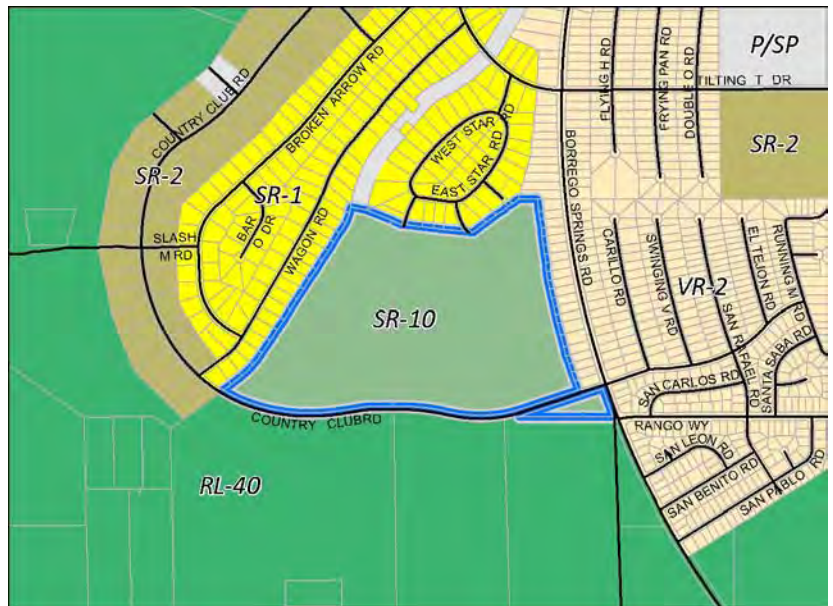 P/SP
TILTING T DR
FLYING H RD
FRYING PAN RD
DOUBLE O RD
COUNTRY CLUB RD
BROKEN ARROW RD
WEST STAR RD
EAST STAR RD
SR-2
SR-2
SR-1
BORREGO SPRINGS RD
SLASH
M RD
BAR
D DR
WAGON RD
CARILLO RD
SWINGING V RD
VR-2
EL TEJON RD
RUNNING M RD
SAN RAFAEL RD
SANTA SABA RD
SR-10
SAN CARLOS RD
COUNTRY CLUBRD
RANGO WY
SAN LEON RD
SAN BENITO RD
SAN PABLO RD
RL-40